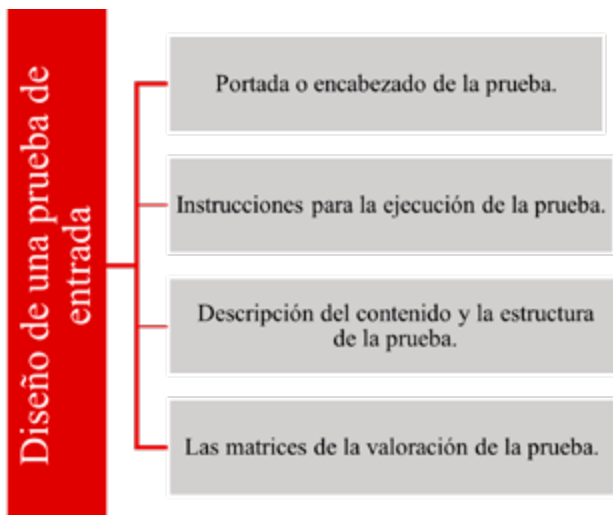 Diseño de una prueba de
entrada
Portada o encabezado de la prueba.
Instrucciones para la ejecución de la prueba.
Descripción del contenido y la estructura
de la prueba.
Las matrices de la valoración de la prueba.